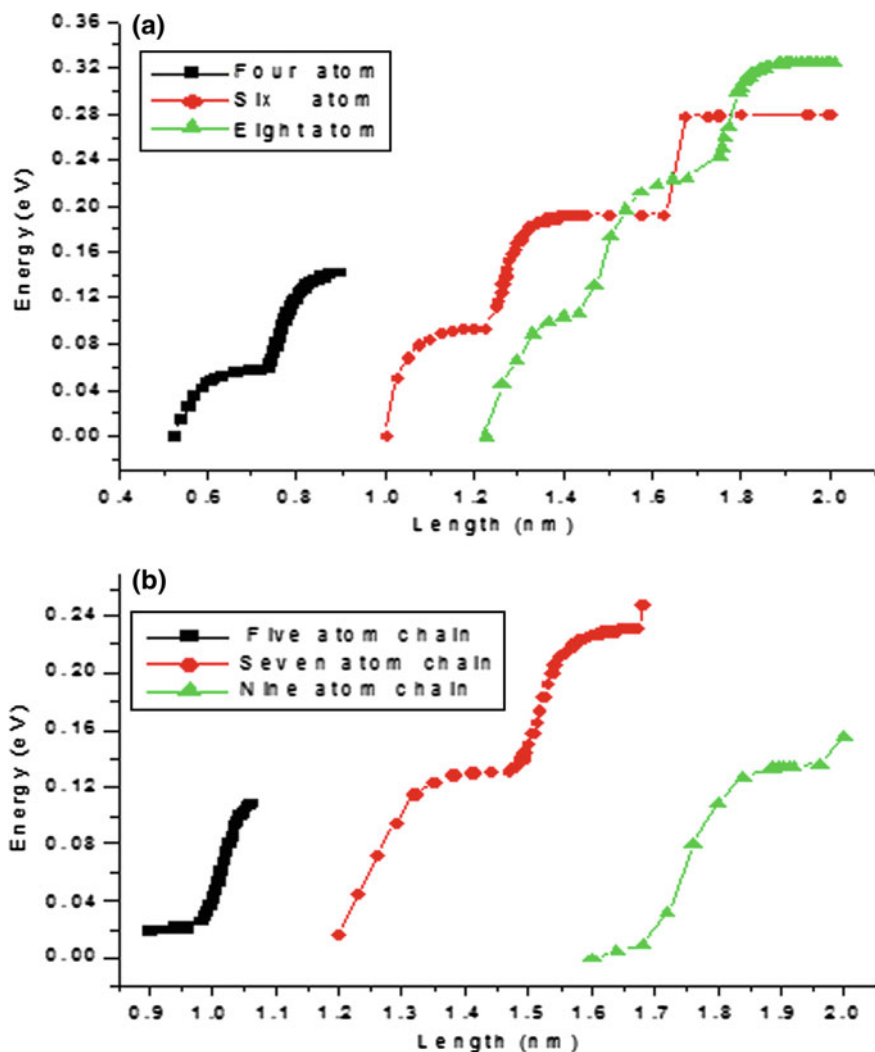 (a)
Four atom
Six atom
Eight atom
0.36
0.32
0.28
0.24
0.20
0.16
0.12
0.08
0.04
0.00
Energy (eV)
0.4 0.6 0.8 1.0 1.2 1.4 1.6 1.8 2.0
Length (nm)
(b)
Five atom chain
Seven atom chain
Nine atom chain
0.24
0.20
0.16
0.12
0.08
0.04
0.00
Energy (eV)
0.9 1.0 1.1 1.2 1.3 1.4 1.5 1.6 1.7 1.8 1.9 2.0
Length (nm)